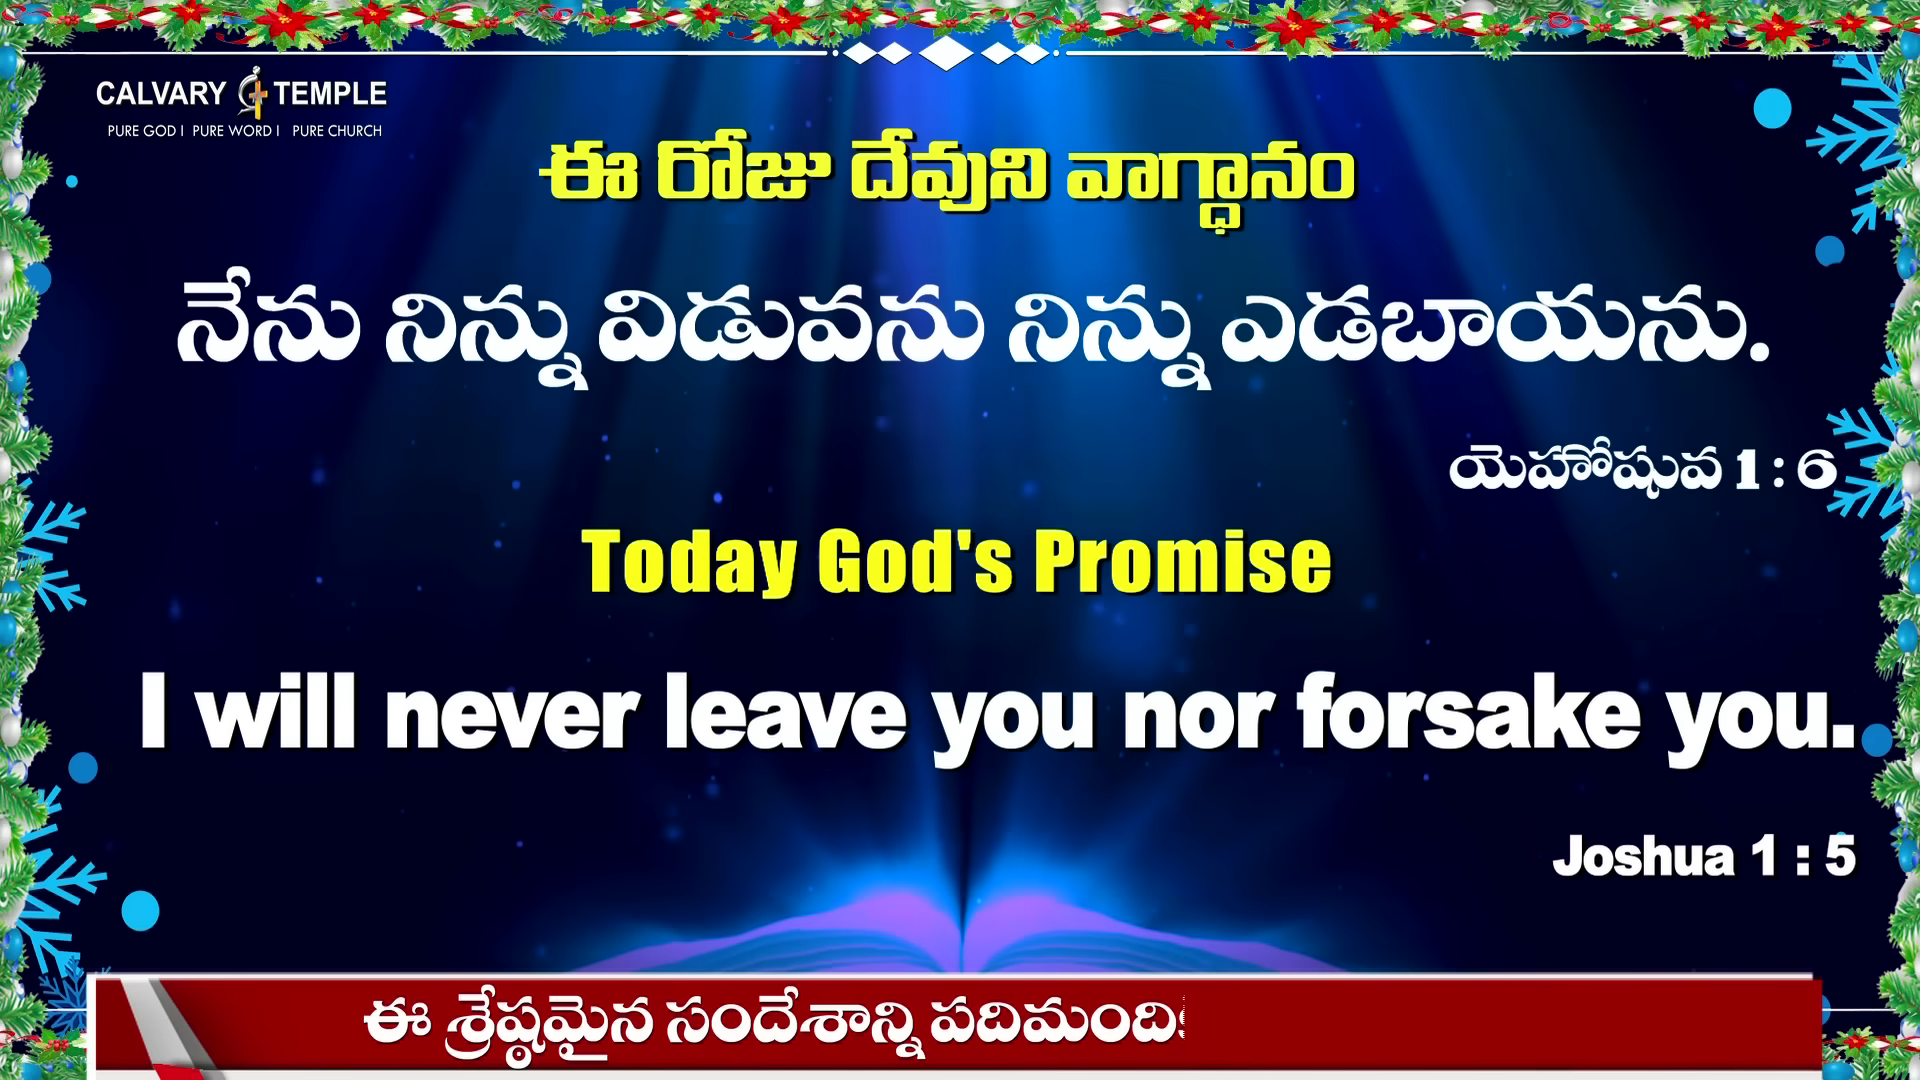 CALVARY TEMPLE
PURE GOD I PURE WORD I PURE CHURCH
ఈ రోజు దేవుని వాగ్ధానం
నేను నిన్ను విడువను నిన్ను ఎడబాయను.
యెహోషువ 1 : 6
Today God's Promise
I will never leave you nor forsake you.
Joshua 1 : 5
ఈ శ్రేష్ఠమైన సందేశాన్ని పదిమంది